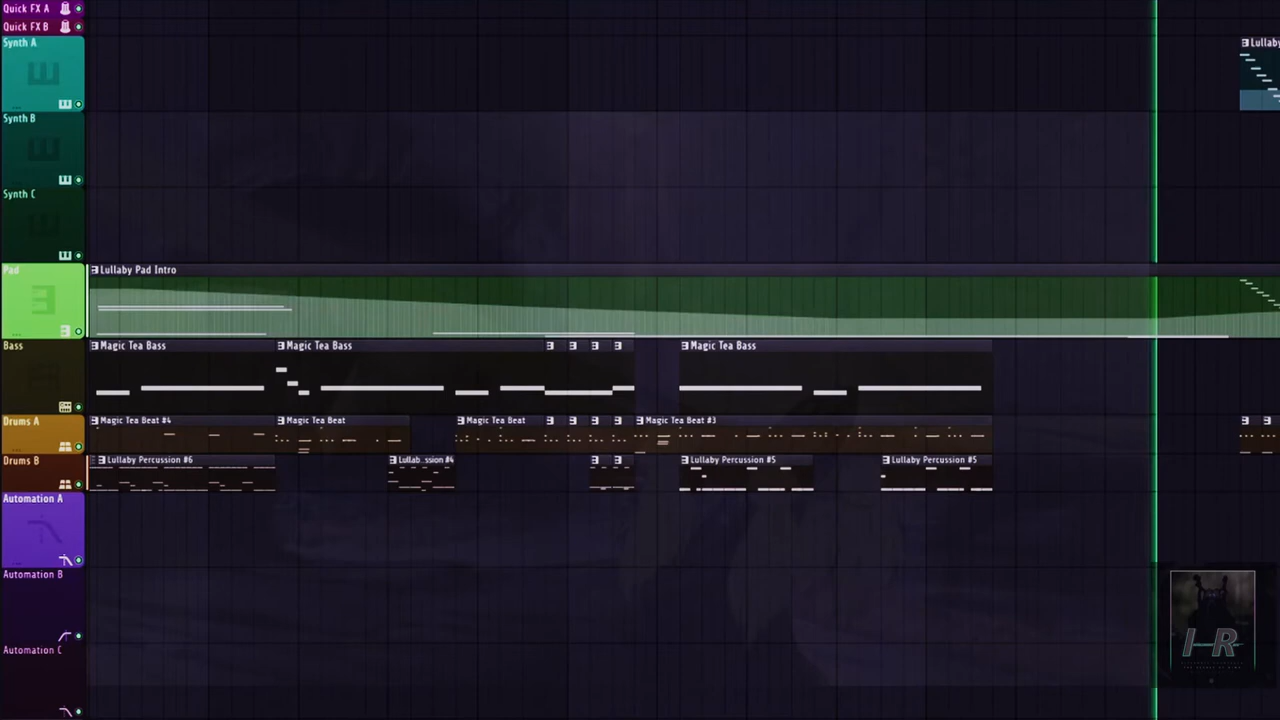 Quick FX A
Quick FX B
Synth A
Lullaby
Synth B
Synth C
Pad
Lullaby Pad Intro
Bass
Magic Tea Bass
Magic Tea Bass
Magic Tea Bass
Drums A
Magic Tea Beat #4
Magic Tea Beat
Magic Tea Beat
Magic Tea Beat #3
Drums B
Lullaby Percussion #6
Lullab..ssion #4
Lullaby Percussion #5
Lullaby Percussion #5
Automation A
Automation B
Automation C
I-R